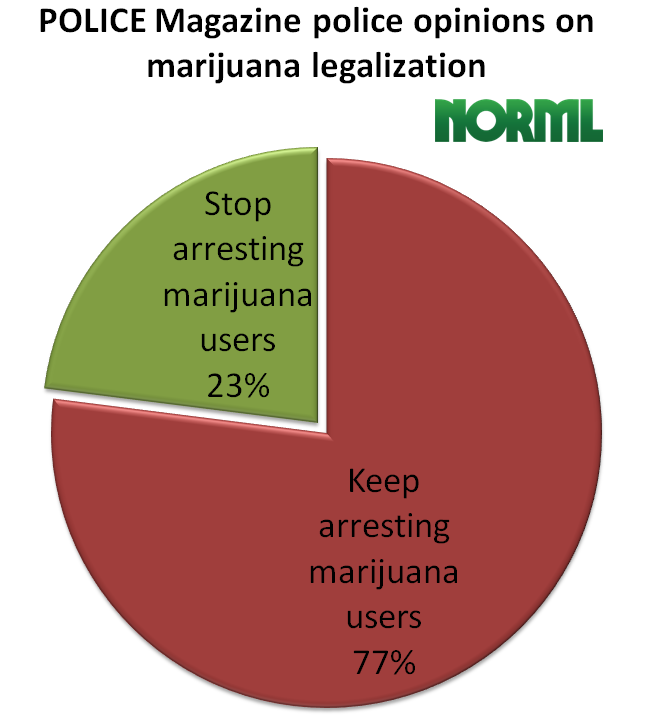 POLICE Magazine police opinions on
marijuana legalization
NORML
Stop
arresting
marijuana
users
23%
Keep
arresting
marijuana
users
77%